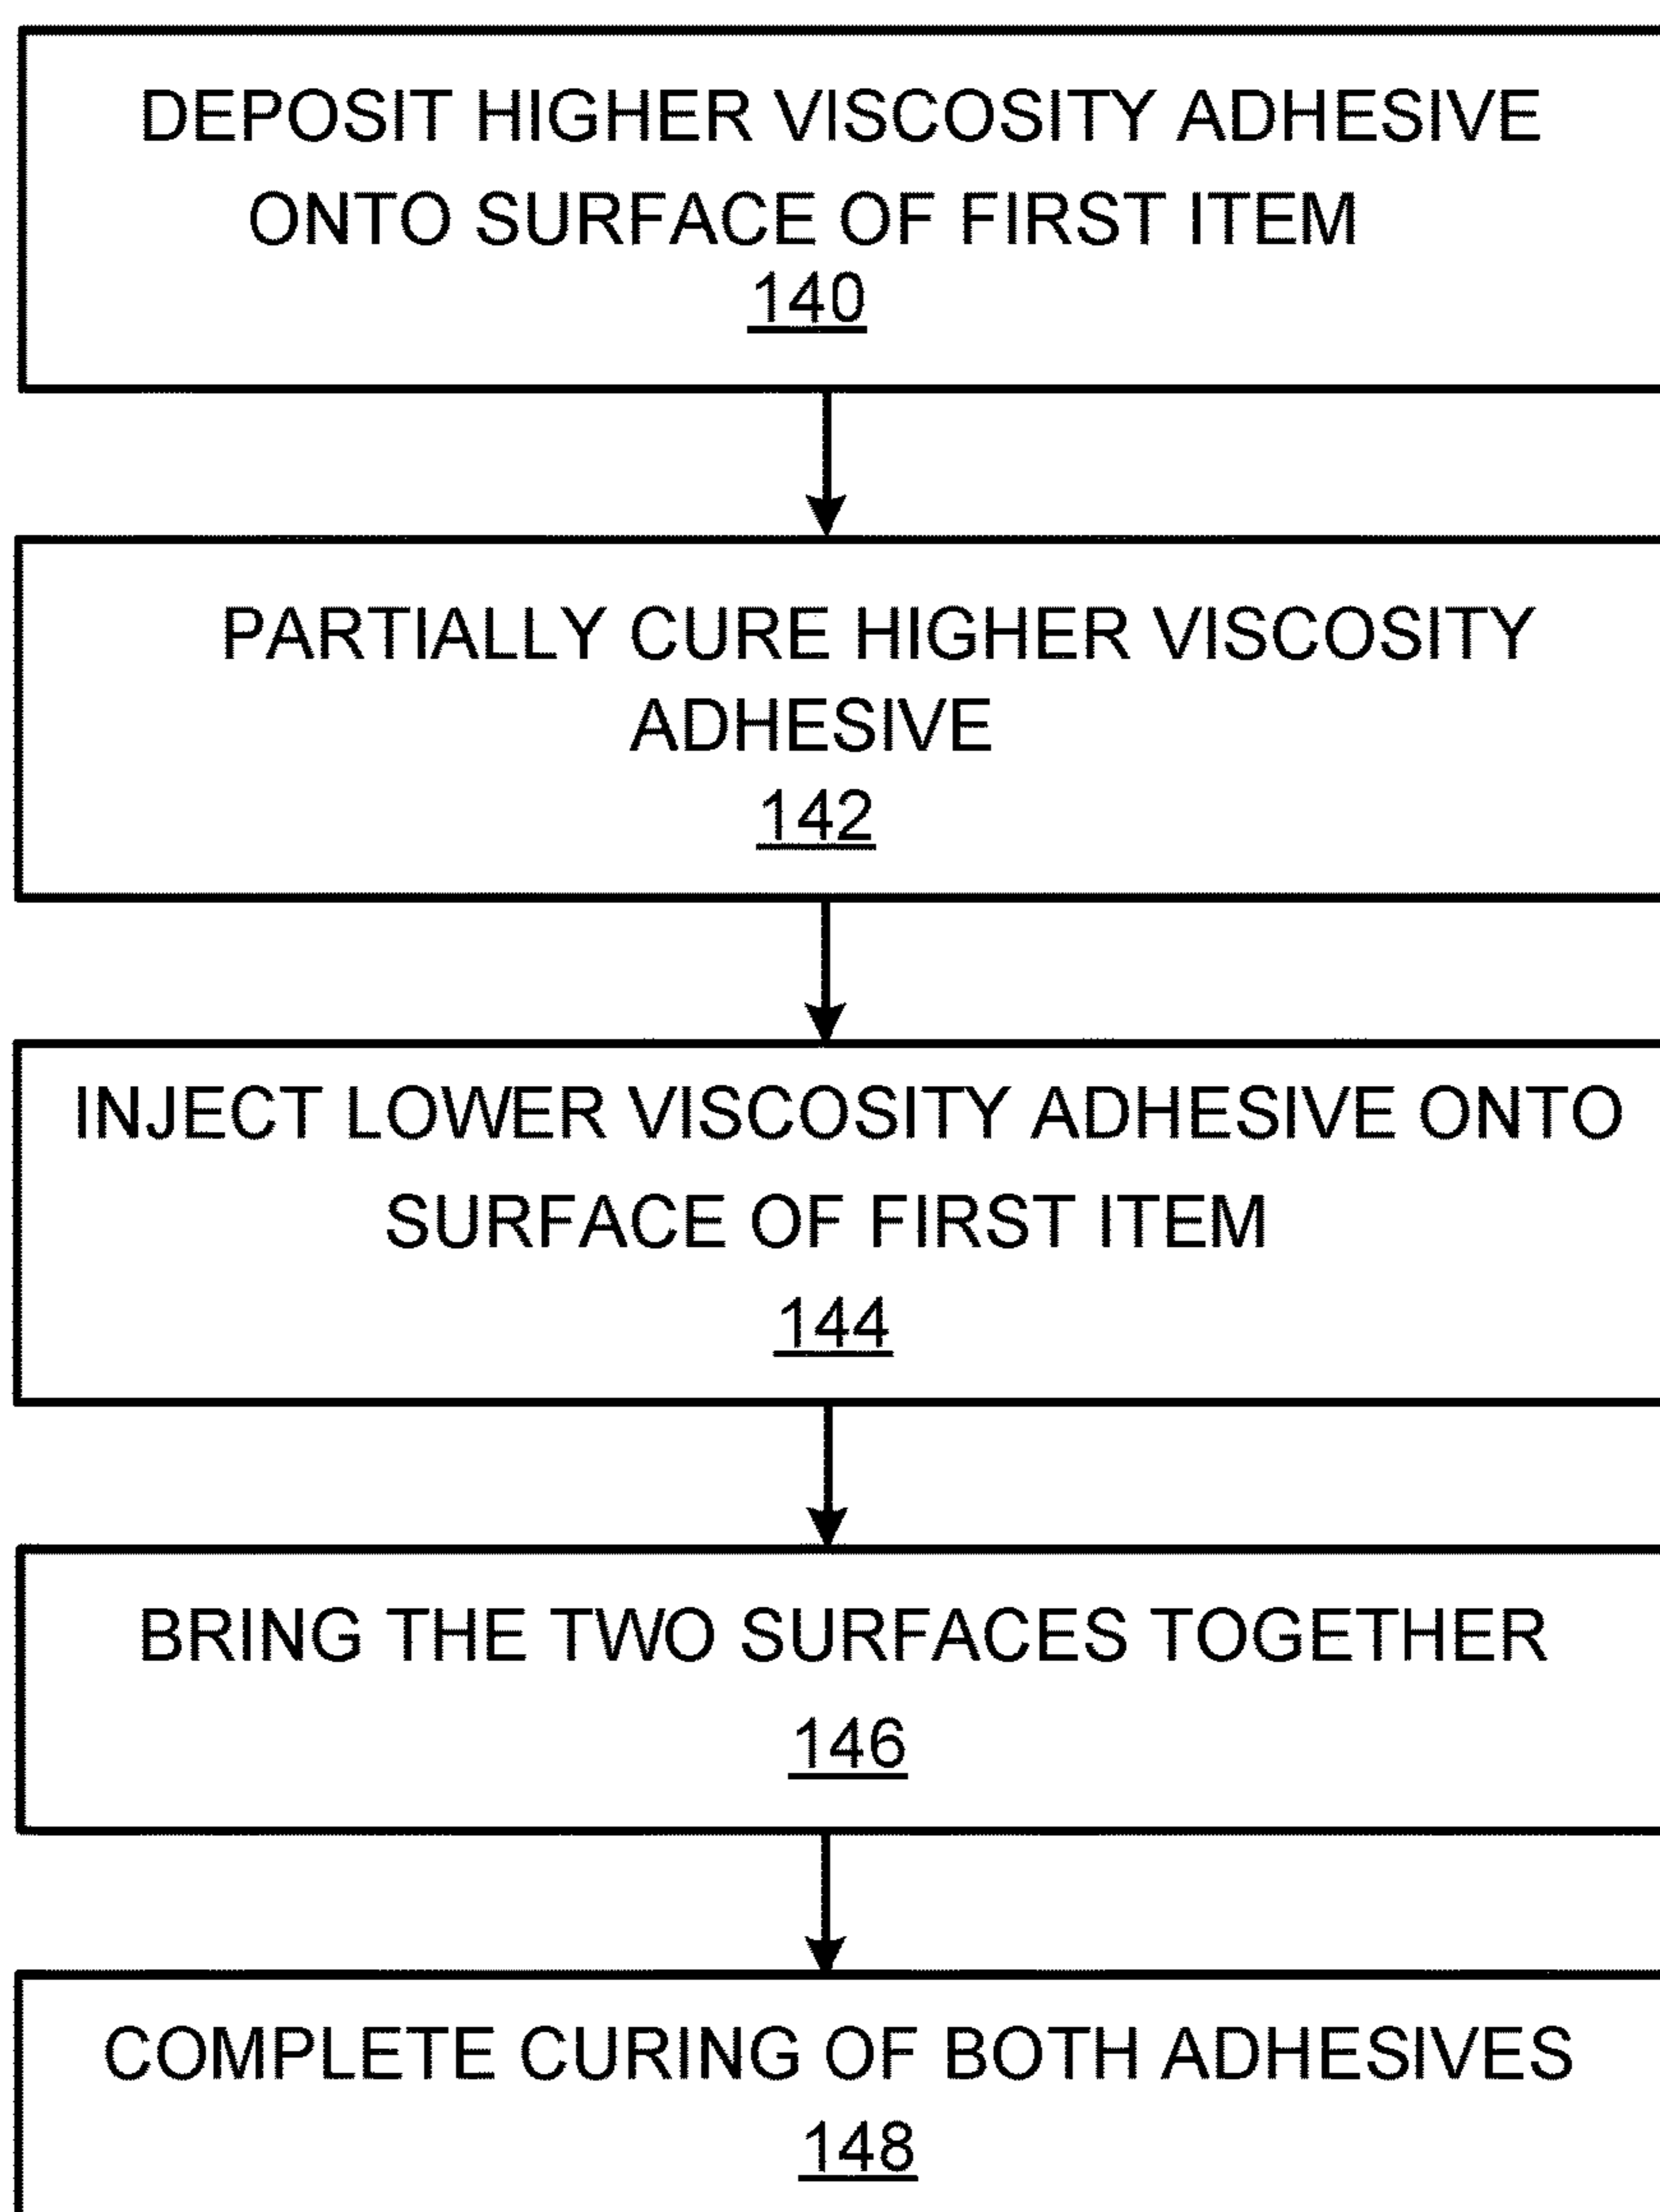 DEPOSIT HIGHER VISCOSITY ADHESIVE
ONTO SURFACE OF FIRST ITEM
140
PARTIALLY CURE HIGHER VISCOSITY
ADHESIVE
142
INJECT LOWER VISCOSITY ADHESIVE ONTO
SURFACE OF FIRST ITEM
144
BRING THE TWO SURFACES TOGETHER
146
COMPLETE CURING OF BOTH ADHESIVES
148